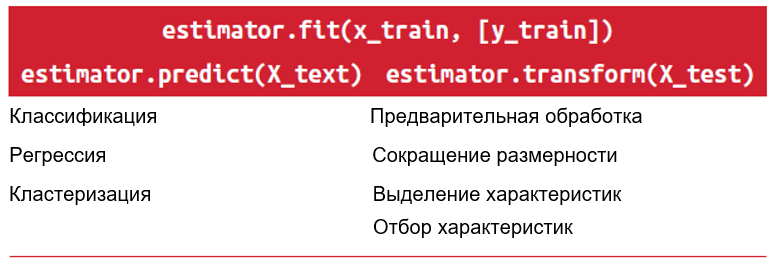 estimator.fit(x_train, [y_train])
estimator.predict(X_text) estimator.transform(X_test)
Классификация Предварительная обработка
Регрессия Сокращение размерности
Кластеризация Выделение характеристик
Отбор характеристик